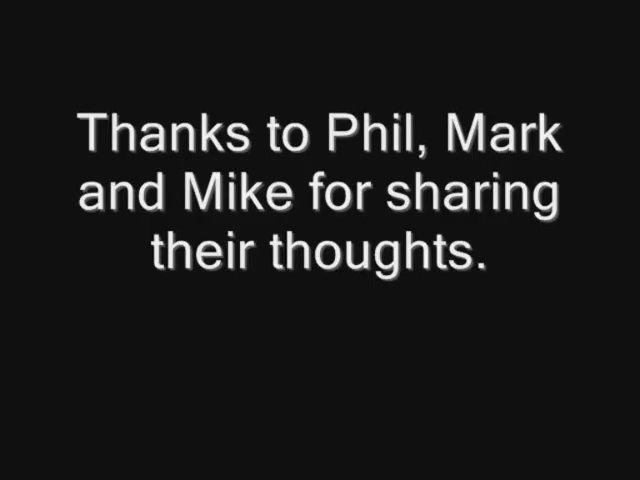 Thanks to Phil, Mark
and Mike for sharing
their thoughts.